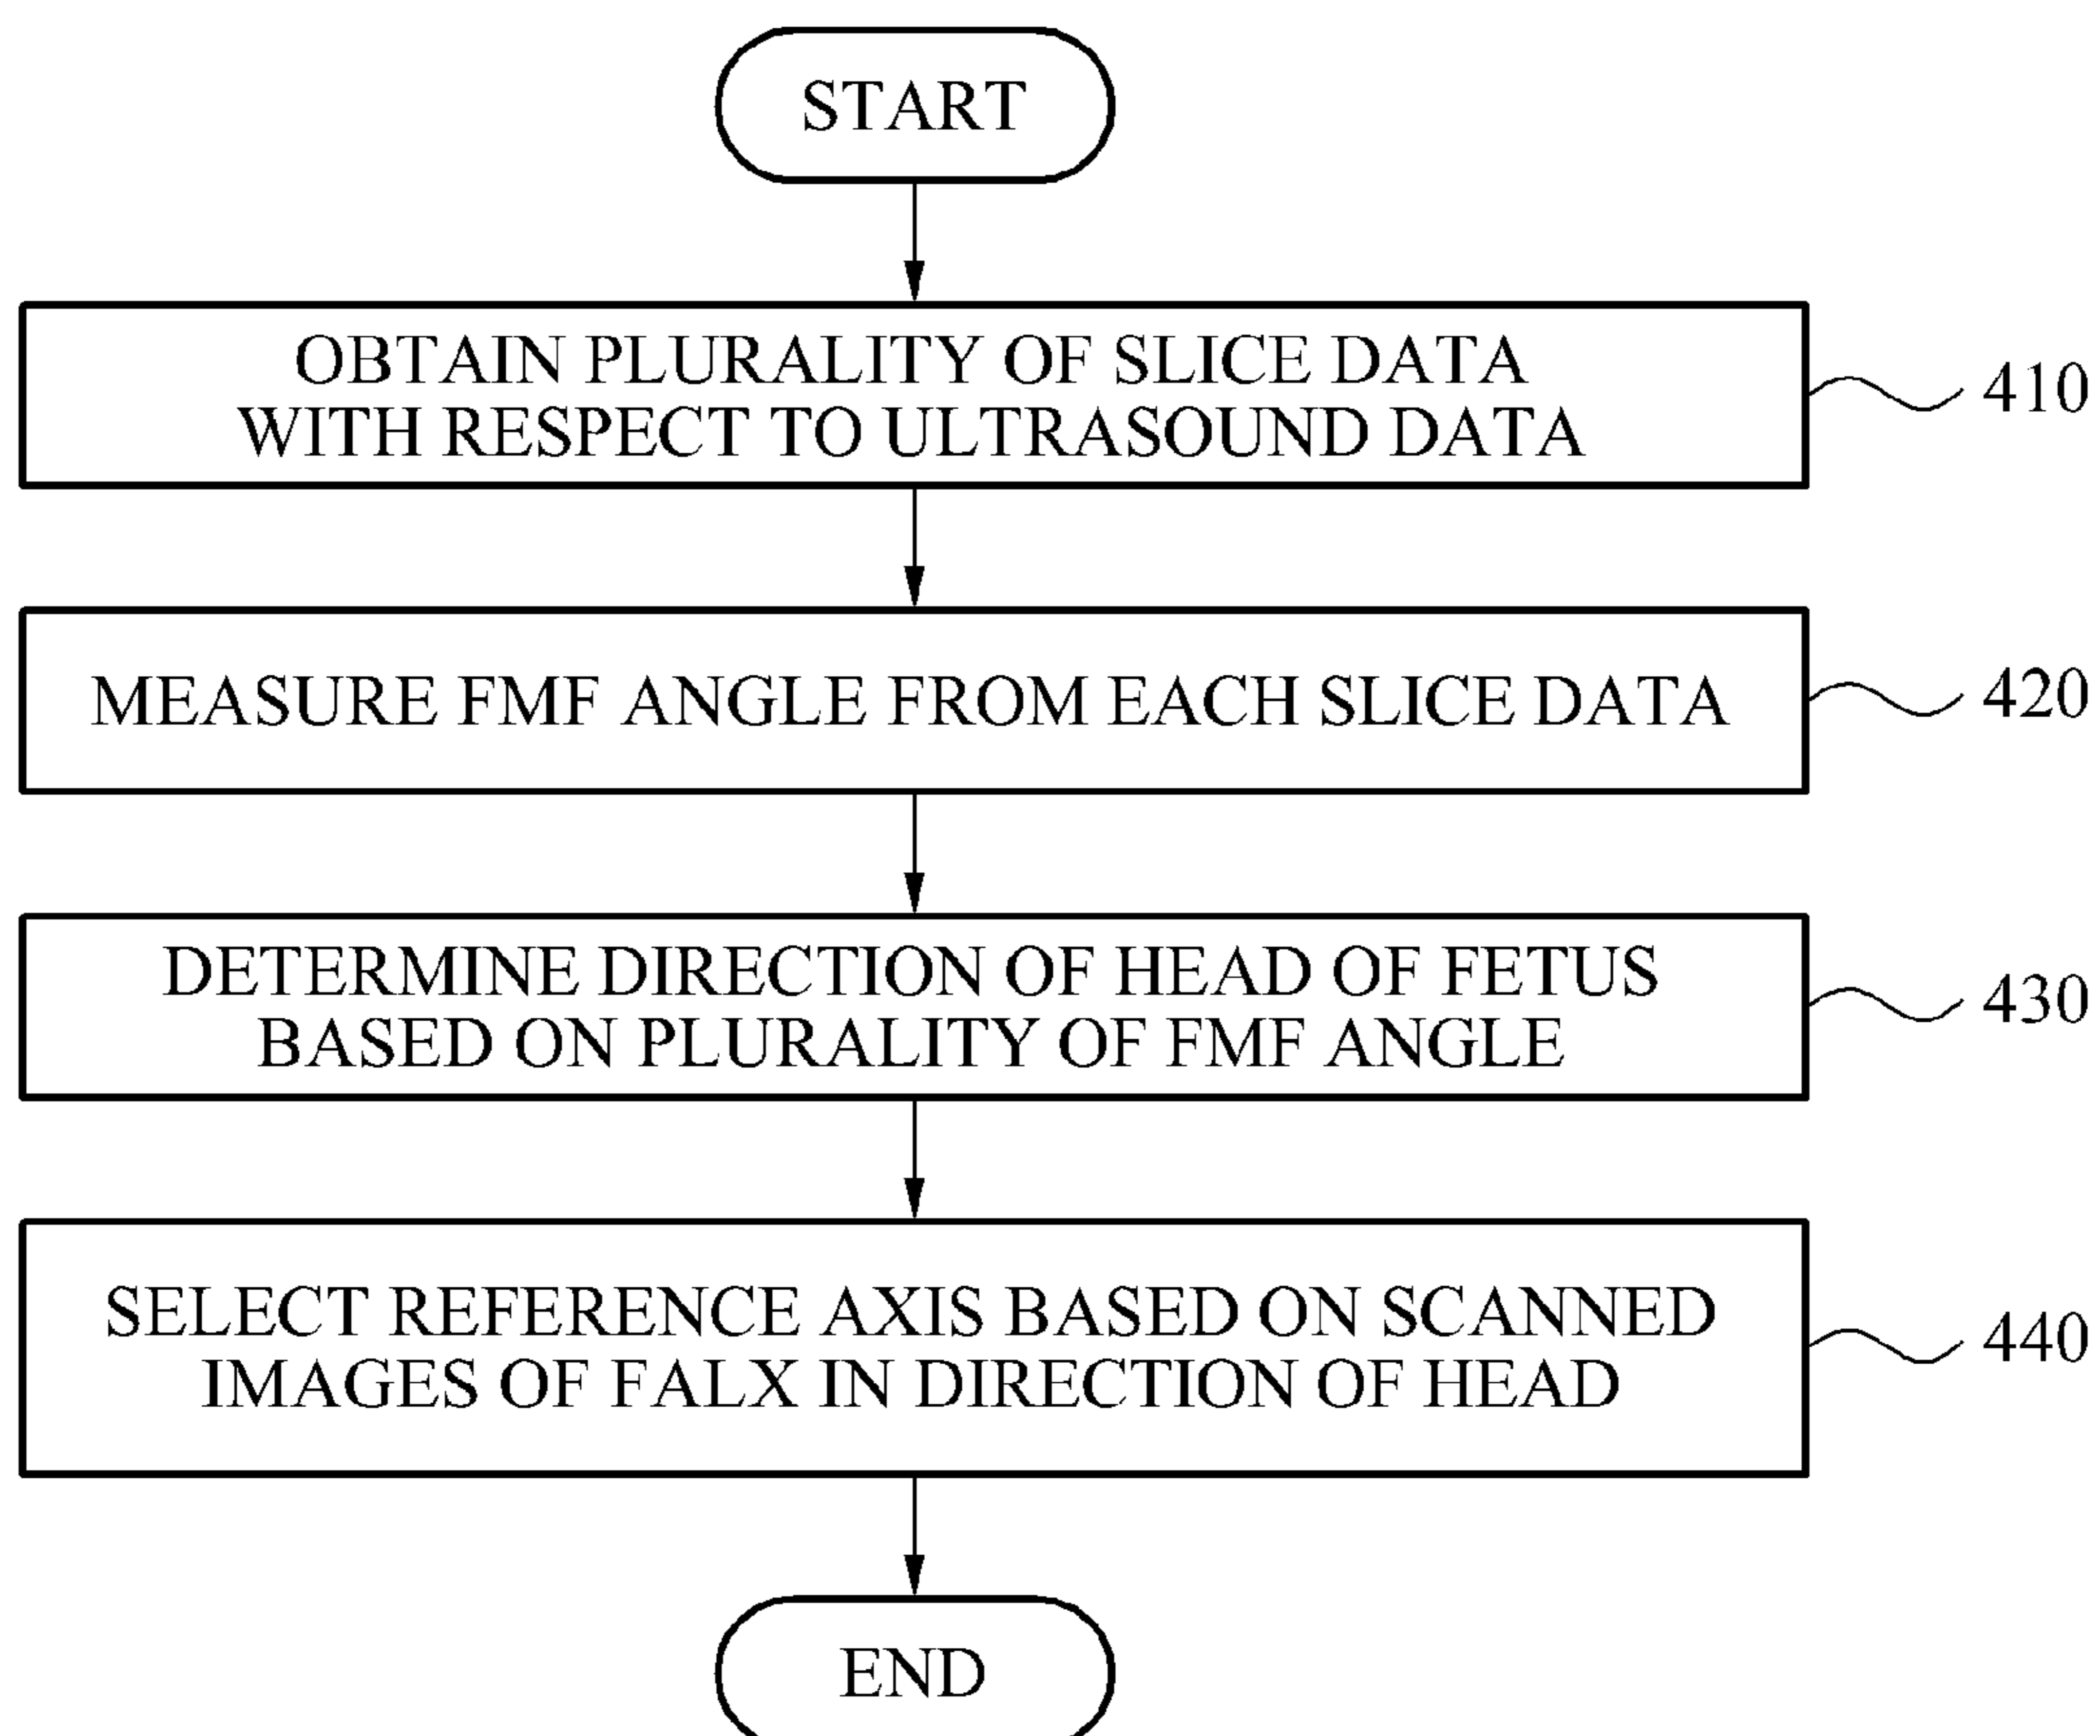 START
OBTAIN PLURALITY OF SLICE DATA
WITH RESPECT TO ULTRASOUND DATA
410
MEASURE FMF ANGLE FROM EACH SLICE DATA
420
DETERMINE DIRECTION OF HEAD OF FETUS
BASED ON PLURALITY OF FMF ANGLE
430
SELECT REFERENCE AXIS BASED ON SCANNED
IMAGES OF FALX IN DIRECTION OF HEAD
440
END